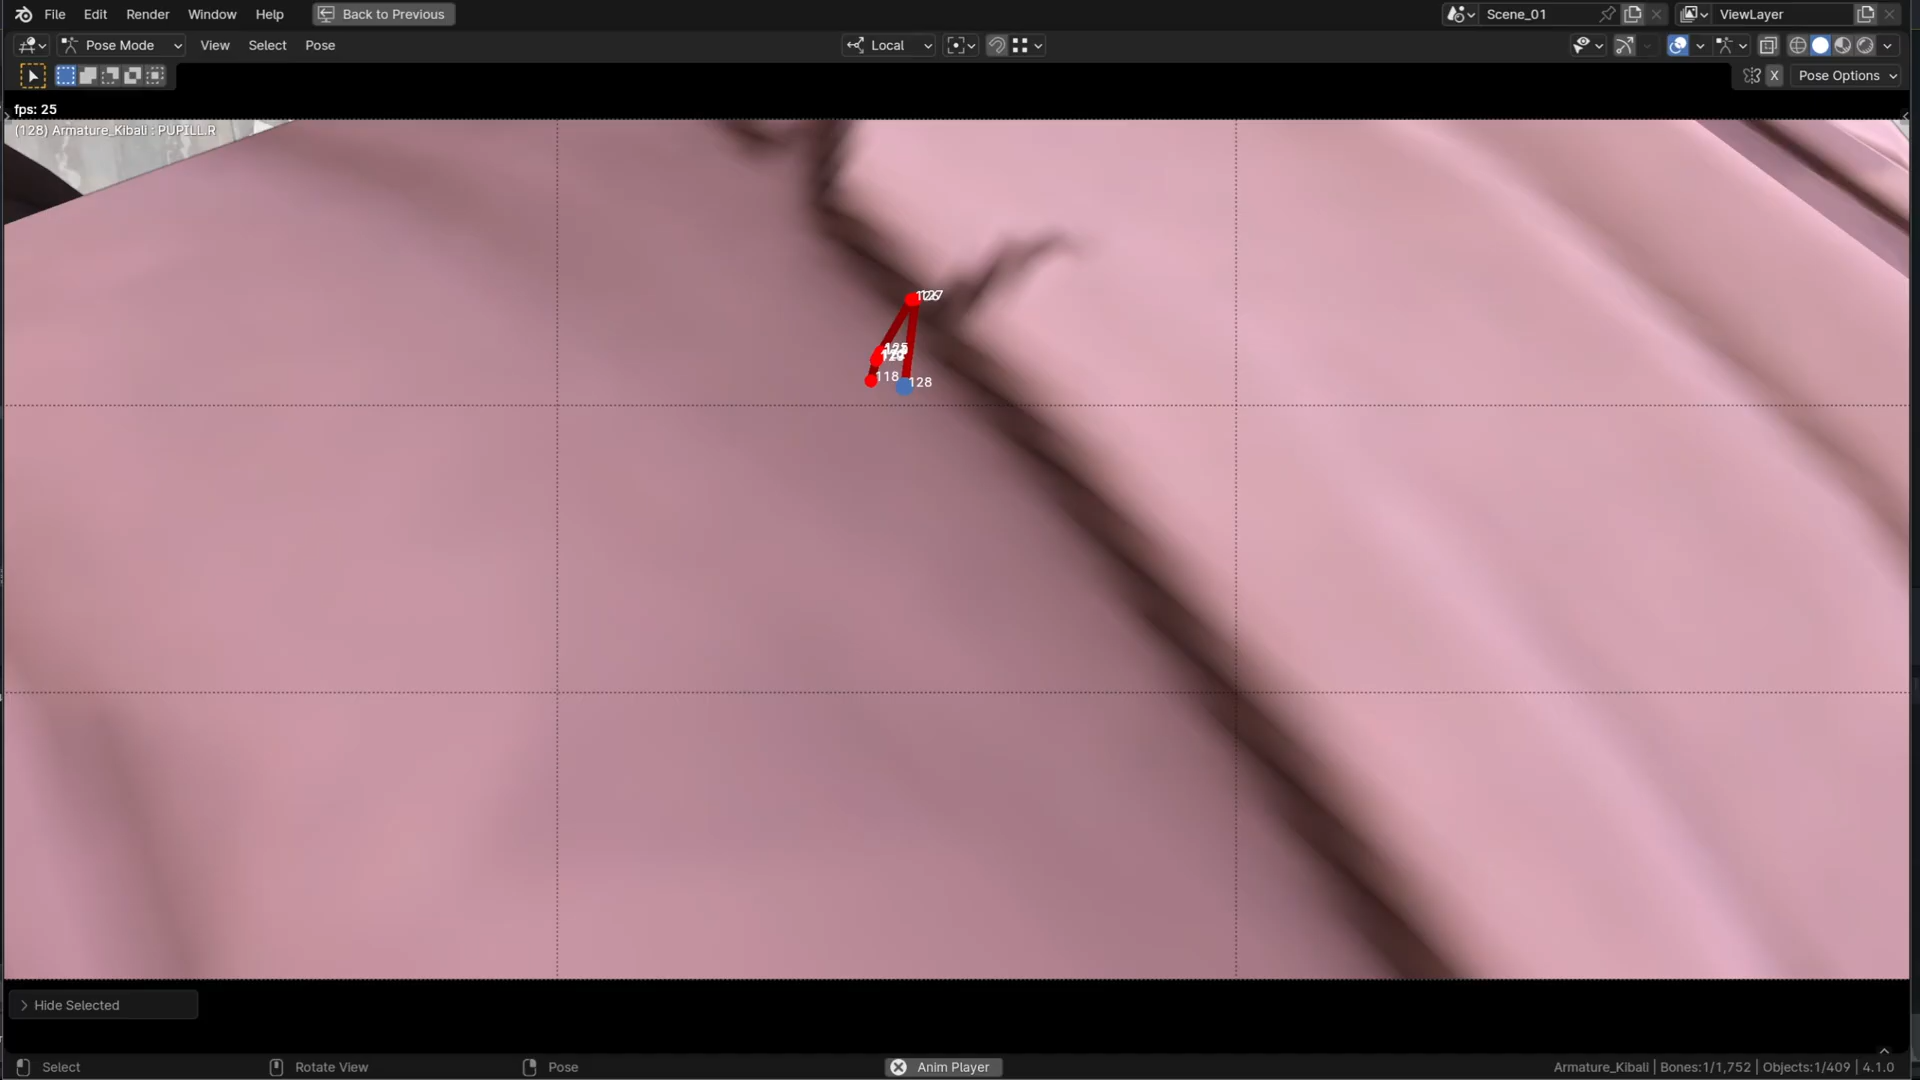 File Edit Render Window Help Back to Previous Scene_01 ViewLayer
Pose Mode View Select Pose Local
X Pose Options
fps: 25
(128) Armature_Kibali : PUPILL.R
127
118
128
Hide Selected
Select Rotate View Pose Anim Player Armature_Kibali | Bones:1/1,752 | Objects:1/409 | 4.1.0